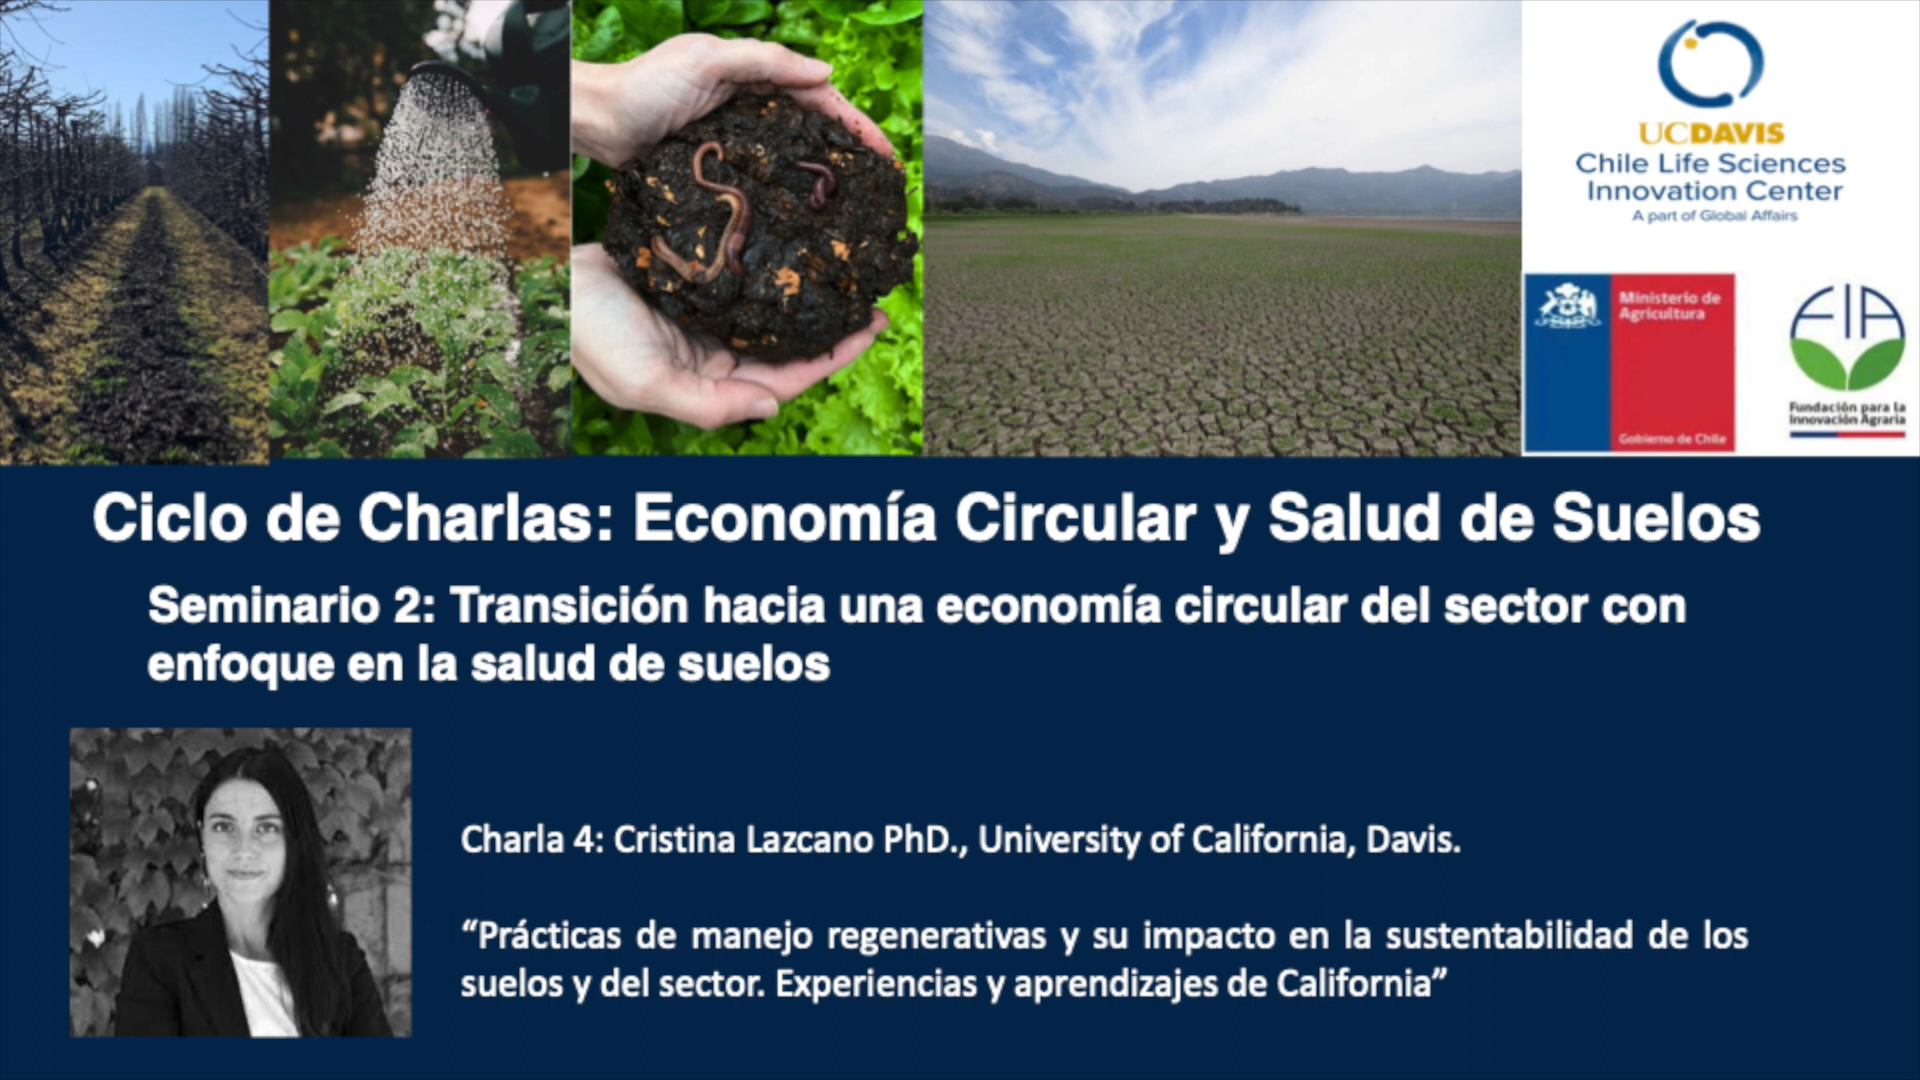 UCDAVIS
Chile Life Sciences
Innovation Center
A part of Global Affairs
Ministerio de
Agricultura
Gobierno de Chile
FIA
Fundación para la
Innovación Agraria
Ciclo de Charlas: Economía Circular y Salud de Suelos
Seminario 2: Transición hacia una economía circular del sector con
enfoque en la salud de suelos
Charla 4: Cristina Lazcano PhD., University of California, Davis.
“Prácticas de manejo regenerativas y su impacto en la sustentabilidad de los
suelos y del sector. Experiencias y aprendizajes de California”